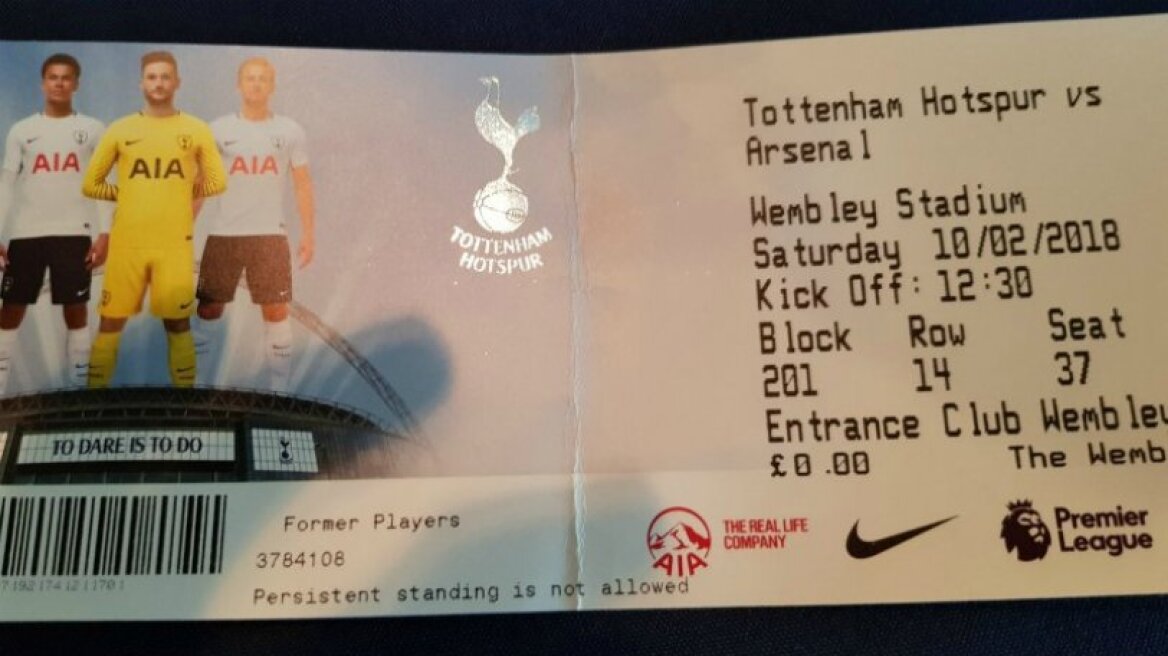 AIA
AIA
AIA
TOTTENHAM
HOTSPUR
TO DARE IS TO DO
Former Players
3784108
Persistent standing is not allowed
Tottenham Hotspur vs
Arsenal
Wembley Stadium
Saturday 10/02/2018
Kick Off: 12:30
Block Row Seat
201 14 37
Entrance Club Wembley
£0.00 The Wemb
AIA
THE REAL LIFE
COMPANY
Premier
League